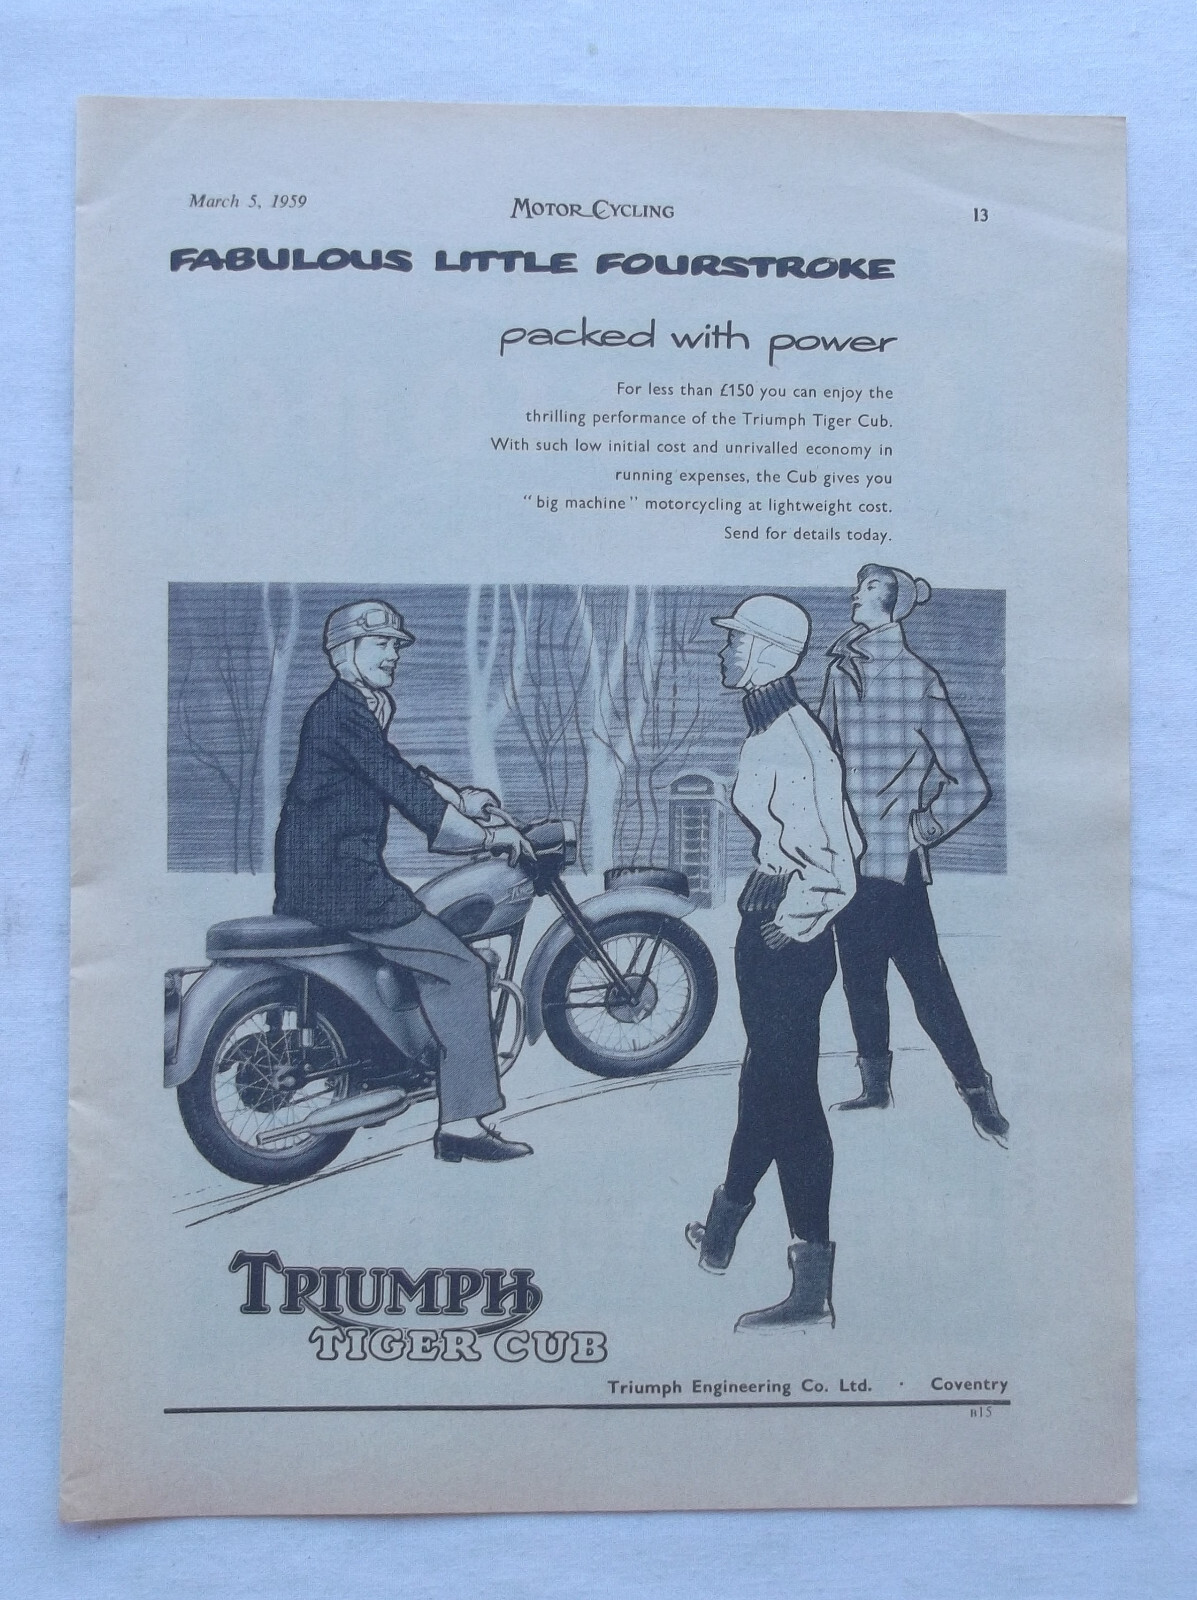 March 5, 1959
MOTOR CYCLING
13
FABULOUS LITTLE FOURSTROKE
packed with power
For less than £150 you can enjoy the
thrilling performance of the Triumph Tiger Cub.
With such low initial cost and unrivalled economy in
running expenses, the Cub gives you
“big machine” motorcycling at lightweight cost.
Send for details today.
TRIUMPH
TIGER CUB
Triumph Engineering Co. Ltd. · Coventry
B15